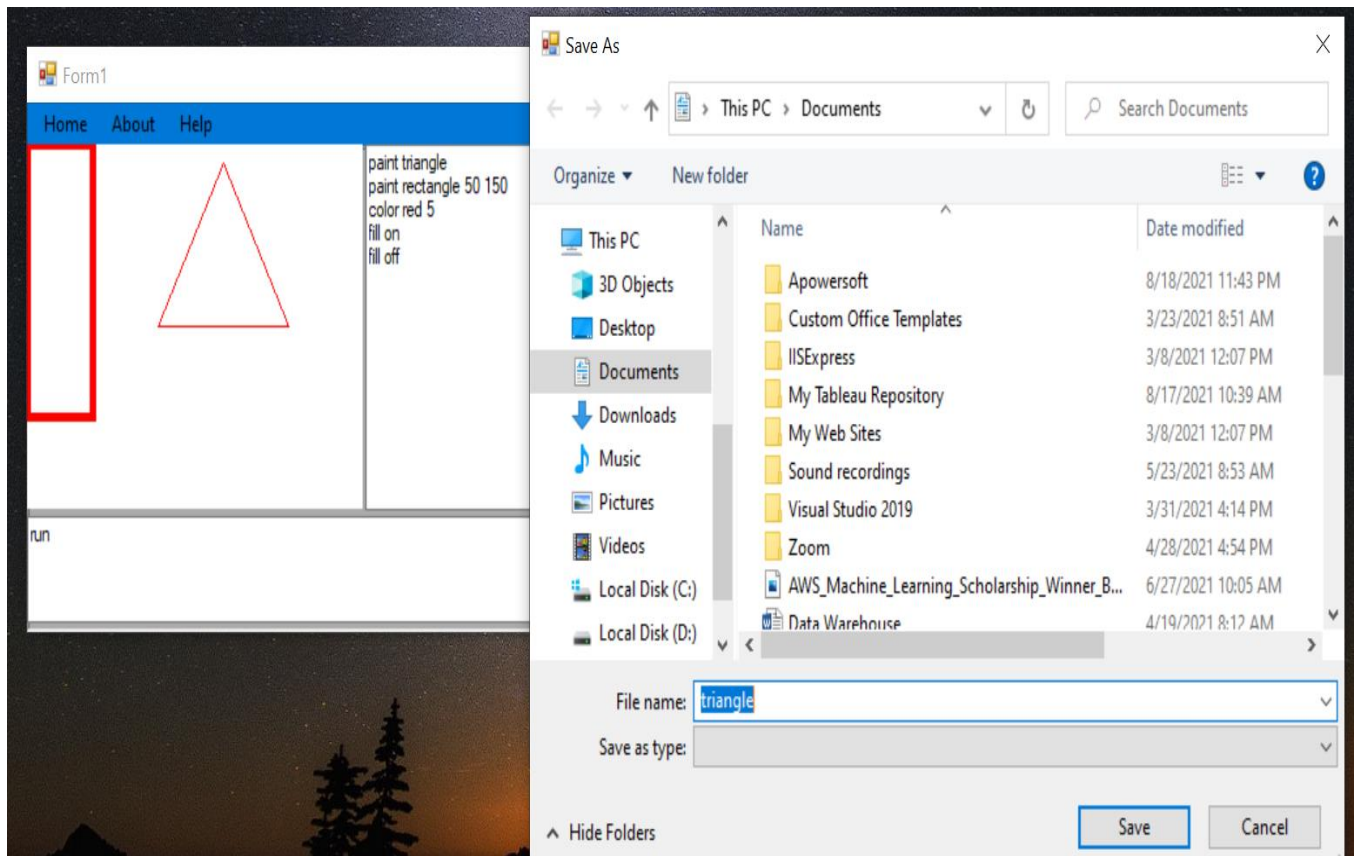 Form1
Home About Help
paint triangle
paint rectangle 50 150
color red 5
fill on
fill off
run
Save As
This PC > Documents
Search Documents
Organize New folder
This PC
3D Objects
Desktop
Documents
Downloads
Music
Pictures
Videos
Local Disk (C:)
Local Disk (D:)
Name Date modified
Apowersoft 8/18/2021 11:43 PM
Custom Office Templates 3/23/2021 8:51 AM
IISExpress 3/8/2021 12:07 PM
My Tableau Repository 8/17/2021 10:39 AM
My Web Sites 3/8/2021 12:07 PM
Sound recordings 5/23/2021 8:53 AM
Visual Studio 2019 3/31/2021 4:14 PM
Zoom 4/28/2021 4:54 PM
AWS_Machine_Learning_Scholarship_Winner_B... 6/27/2021 10:05 AM
Data Warehouse 4/19/2021 8:12 AM
File name: triangle
Save as type:
Hide Folders
Save Cancel